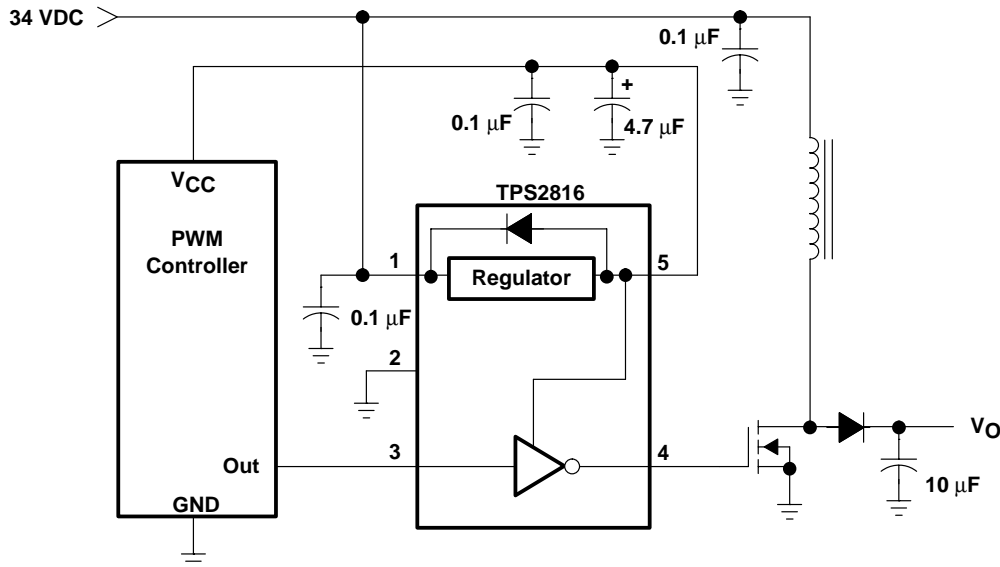 34 VDC
0.1 μF
0.1 μF
4.7 μF
+
TPS2816
VCC
PWM
Controller
1
Regulator
5
0.1 μF
2
Out
3
4
VO
10 μF
GND